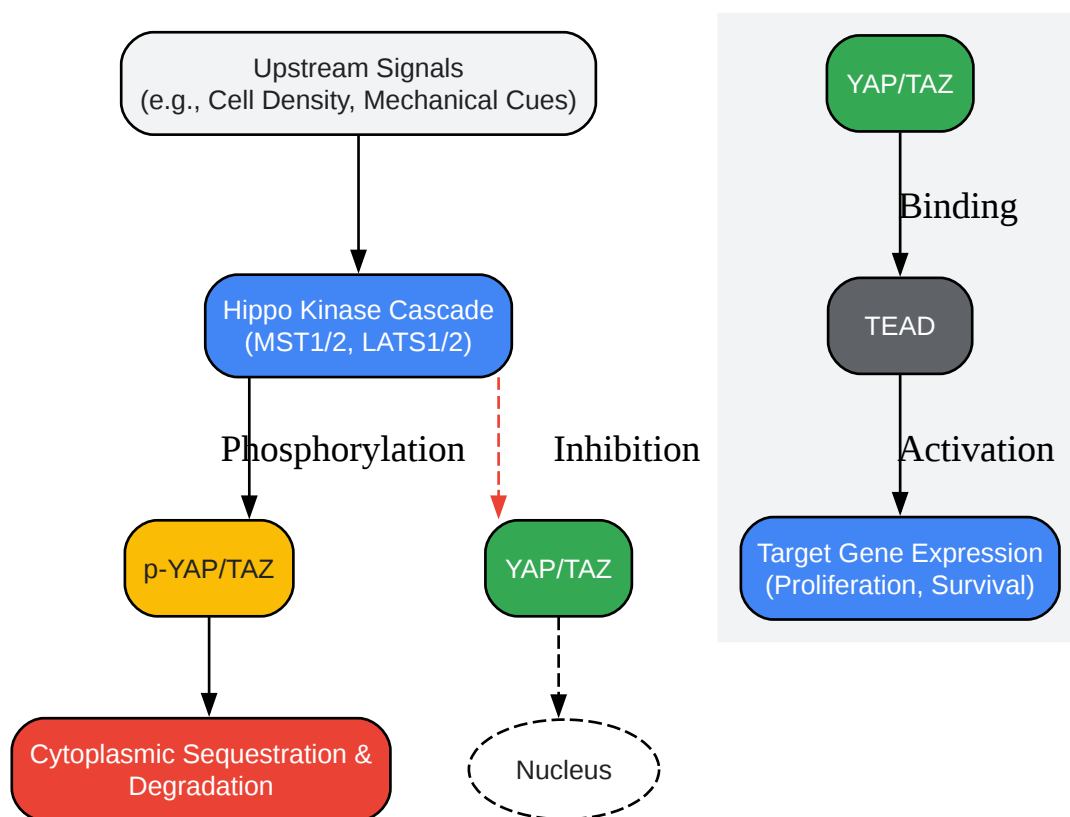 Upstream Signals
(e.g., Cell Density, Mechanical Cues)
Hippo Kinase Cascade
(MST1/2, LATS1/2)
Phosphorylation
Inhibition
p-YAP/TAZ
YAP/TAZ
Cytoplasmic Sequestration &
Degradation
Nucleus
YAP/TAZ
Binding
TEAD
Activation
Target Gene Expression
(Proliferation, Survival)